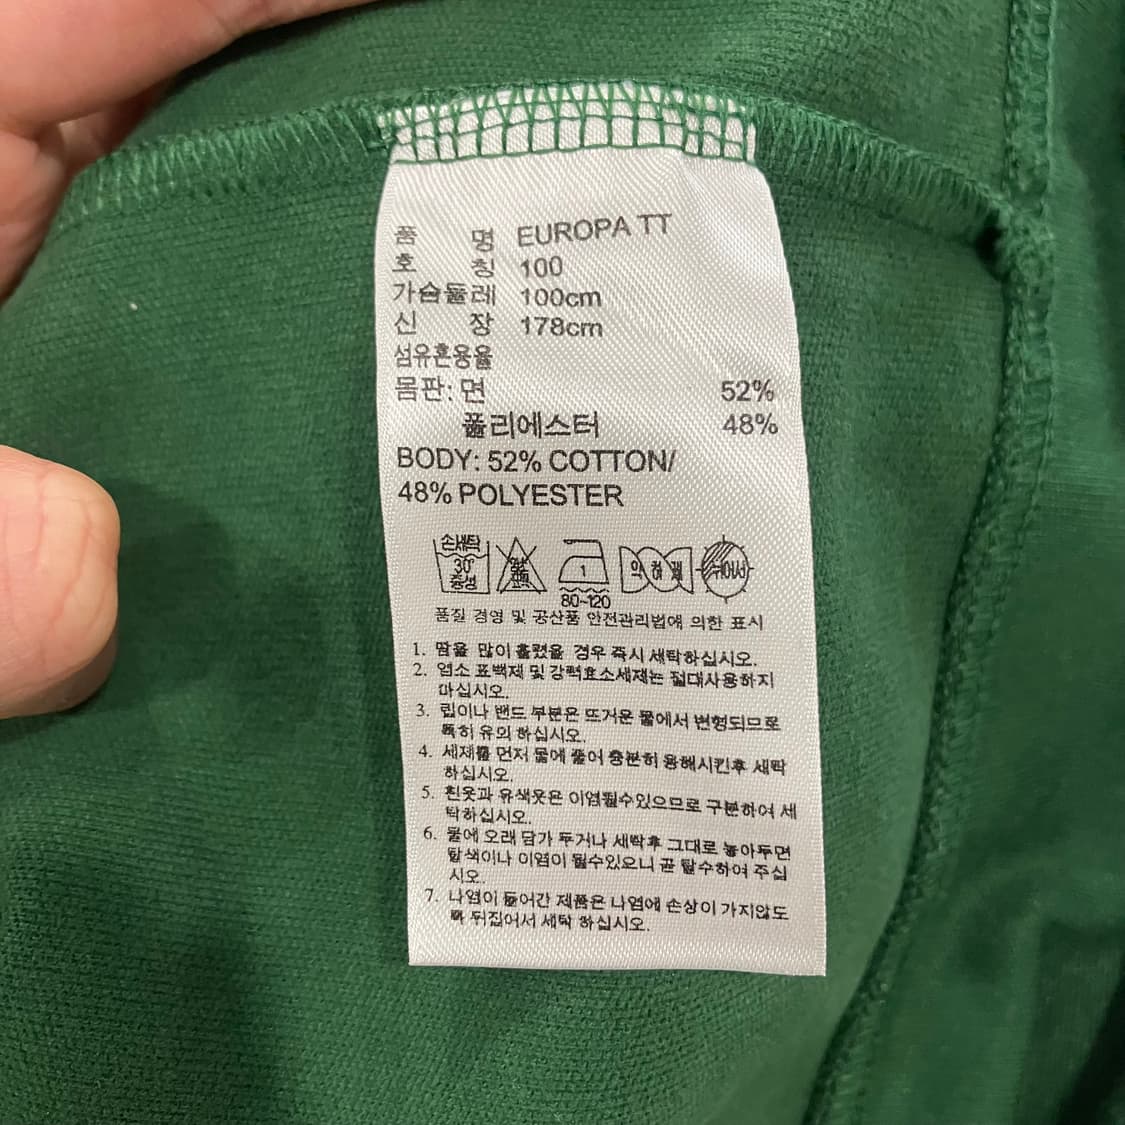 품 명 EUROPA TT
호 칭 100
가슴둘레 100cm
신 장 178cm
섬유혼용율
몸판: 면 52%
폴리에스터 48%
BODY: 52% COTTON/
48% POLYESTER
손세탁
30°
중성
1
80~120
드라이
품질 경영 및 공산품 안전관리법에 의한 표시
1. 땀을 많이 흘렸을 경우 즉시 세탁하십시오.
2. 염소 표백제 및 강력효소세제는 절대사용하지
마십시오.
3. 립이나 밴드 부분은 뜨거운 물에서 변형되므로
특히 유의 하십시오.
4. 세제를 먼저 물에 풀어 충분히 용해시킨후 세탁
하십시오.
5. 흰옷과 유색옷은 이염될수있으므로 구분하여 세
탁하십시오.
6. 물에 오래 담가 두거나 세탁후 그대로 놓아두면
탈색이나 이염이 될수있으니 곧 탈수하여 주십
시오.
7. 나염이 들어간 제품은 나염에 손상이 가지않도
록 뒤집어서 세탁 하십시오.